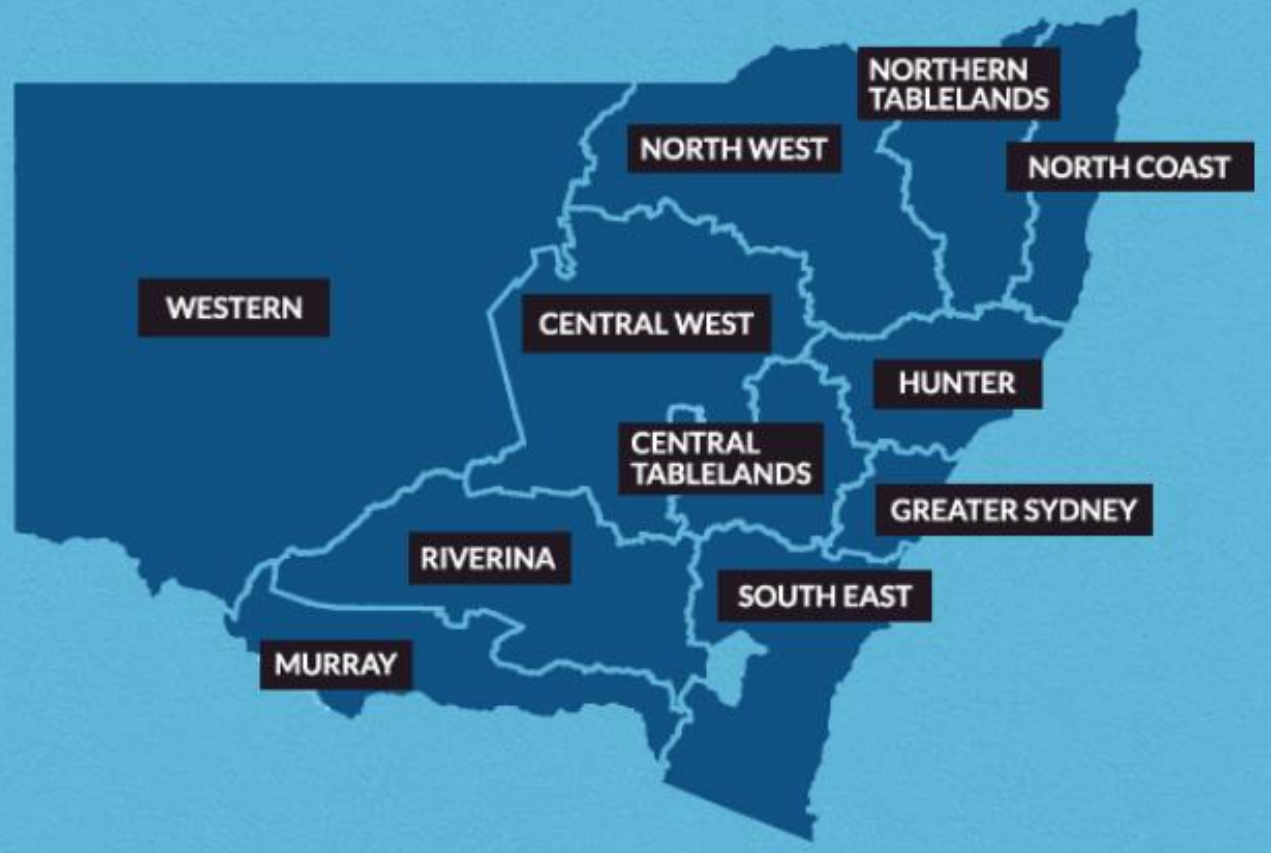 NORTHERN
TABLELANDS
NORTH WEST
NORTH COAST
WESTERN
CENTRAL WEST
HUNTER
CENTRAL
TABLELANDS
GREATER SYDNEY
RIVERINA
SOUTH EAST
MURRAY